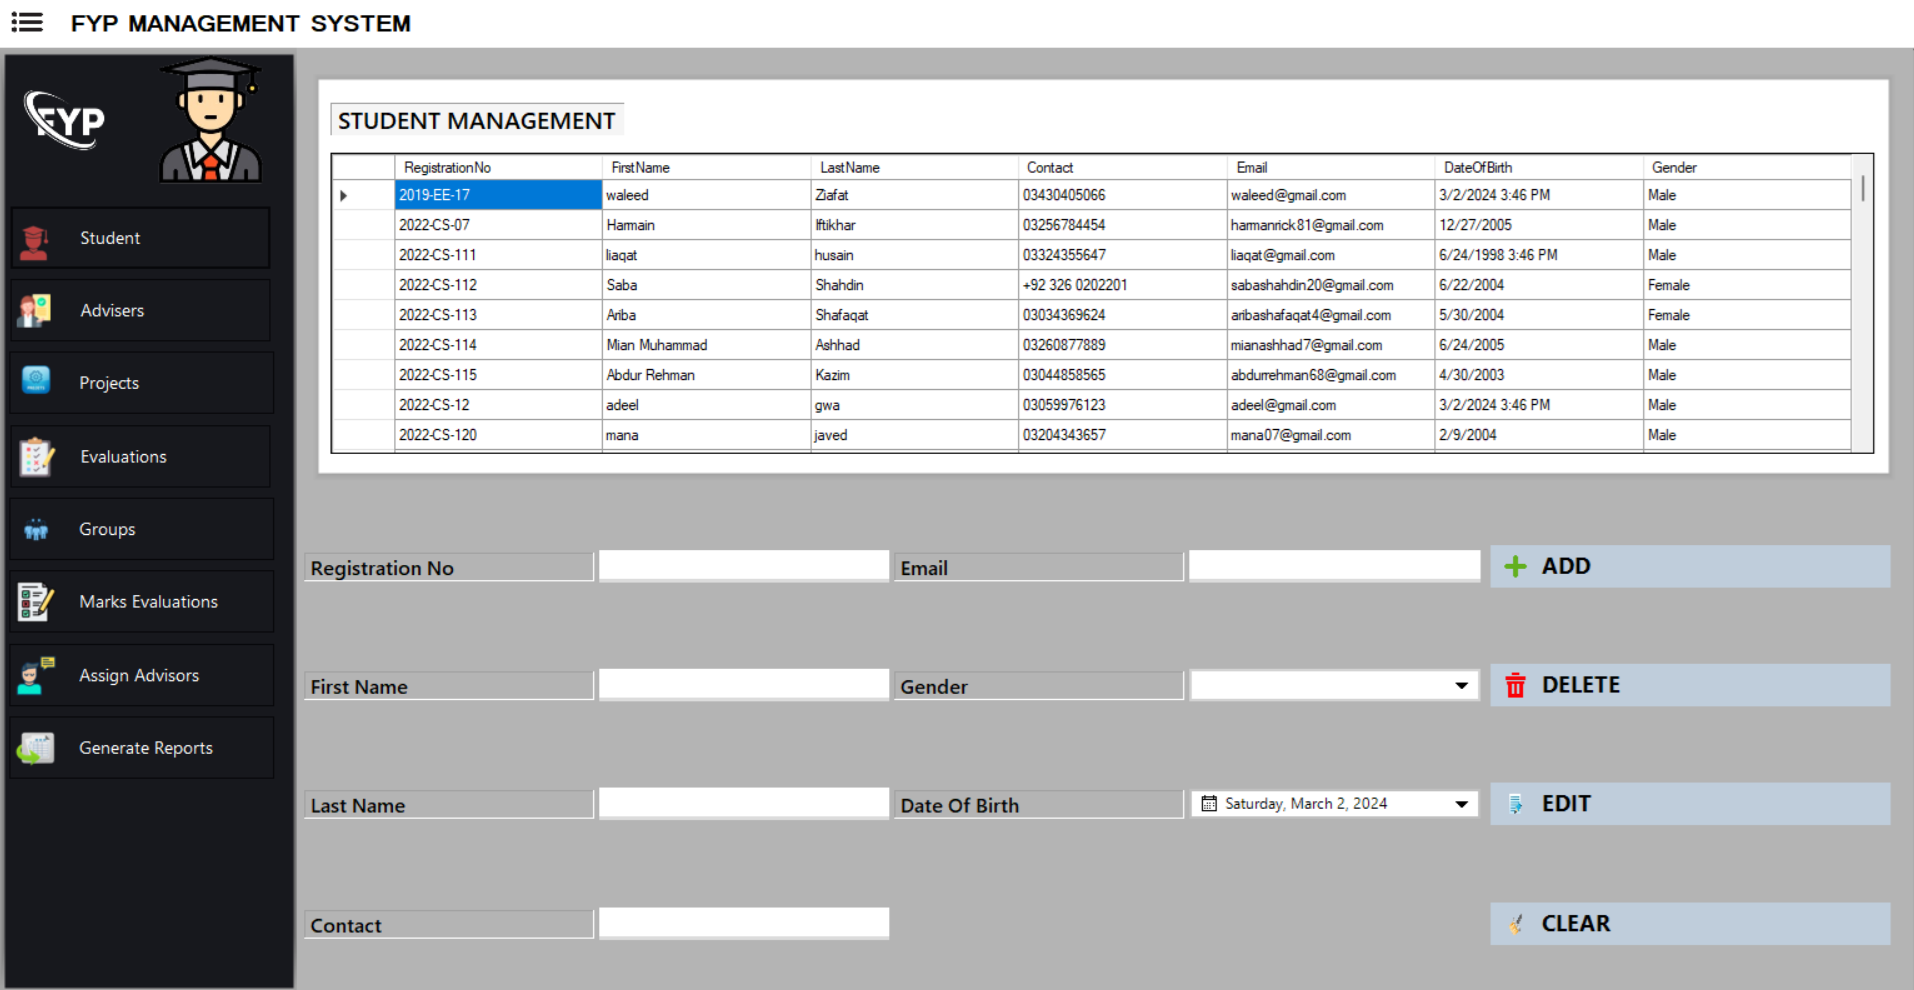 FYP MANAGEMENT SYSTEM
FYP
Student
Advisers
Projects
Evaluations
Groups
Marks Evaluations
Assign Advisors
Generate Reports
STUDENT MANAGEMENT
RegistrationNo FirstName LastName Contact Email DateOfBirth Gender
2019-EE-17 waleed Ziafat 03430405066 waleed@gmail.com 3/2/2024 3:46 PM Male
2022-CS-07 Hamain Iftikhar 03256784454 hamanrick81@gmail.com 12/27/2005 Male
2022-CS-111 liaqat husain 03324355647 liaqat@gmail.com 6/24/1998 3:46 PM Male
2022-CS-112 Saba Shahdin +92 326 0202201 sabashahdin20@gmail.com 6/22/2004 Female
2022-CS-113 Ariba Shafaqat 03034369624 aribashafaqat4@gmail.com 5/30/2004 Female
2022-CS-114 Mian Muhammad Ashhad 03260877889 mianashhad7@gmail.com 6/24/2005 Male
2022-CS-115 Abdur Rehman Kazim 03044858565 abdurrehman68@gmail.com 4/30/2003 Male
2022-CS-12 adeel gwa 03059976123 adeel@gmail.com 3/2/2024 3:46 PM Male
2022-CS-120 mana javed 03204343657 mana07@gmail.com 2/9/2004 Male
Registration No Email ADD
First Name Gender DELETE
Last Name Date Of Birth Saturday, March 2, 2024 EDIT
Contact CLEAR